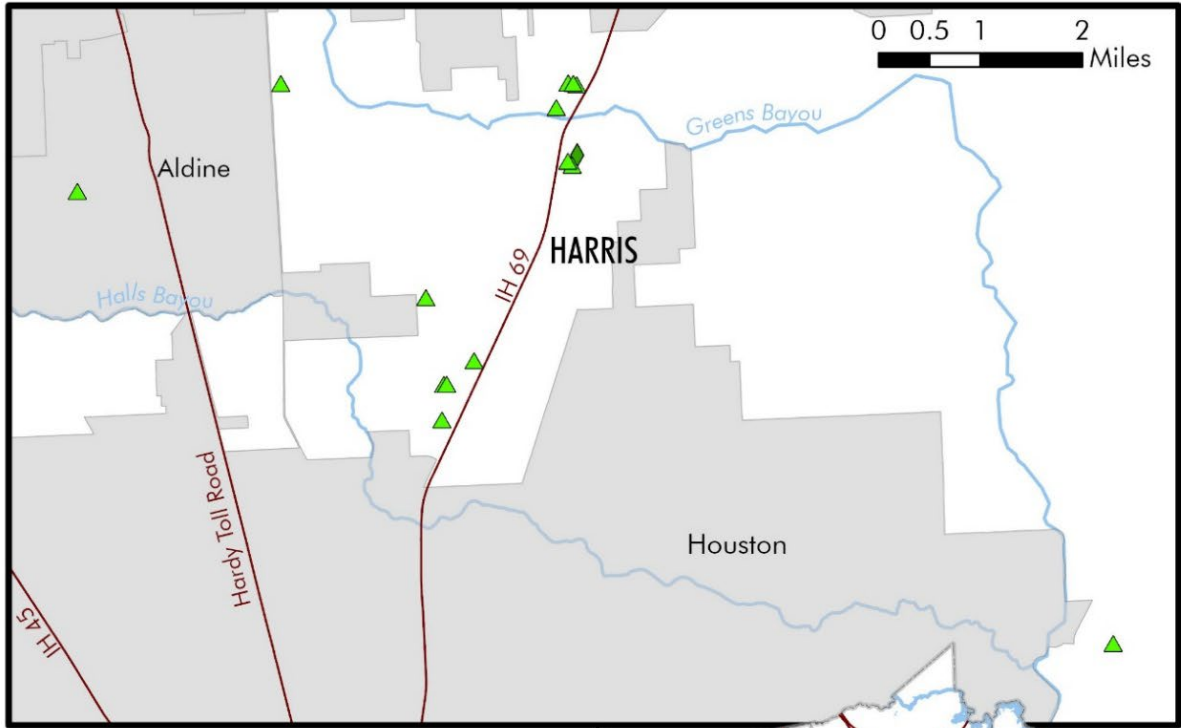 0 0.5 1 2
Miles
Greens Bayou
Aldine
HARRIS
IH 69
Halls Bayou
Hardy Toll Road
Houston
IH 45